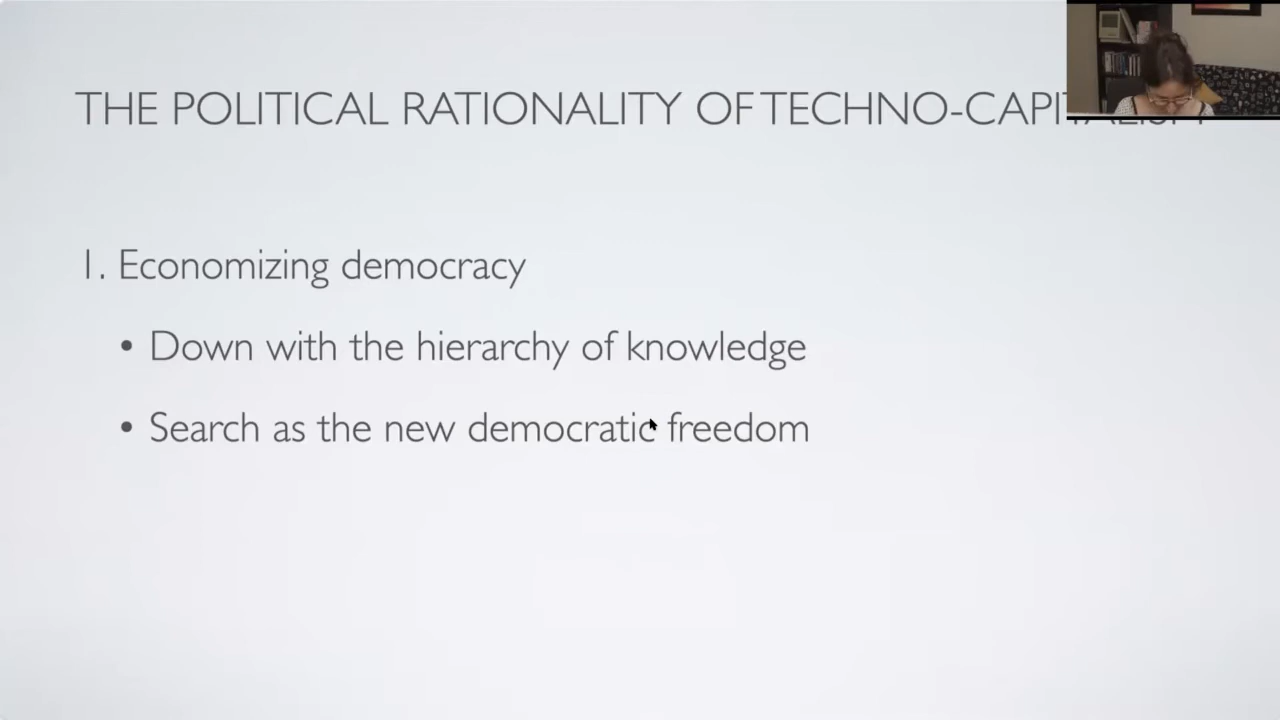 THE POLITICAL RATIONALITY OF TECHNO-CAPITALISM
1. Economizing democracy
• Down with the hierarchy of knowledge
• Search as the new democratic freedom